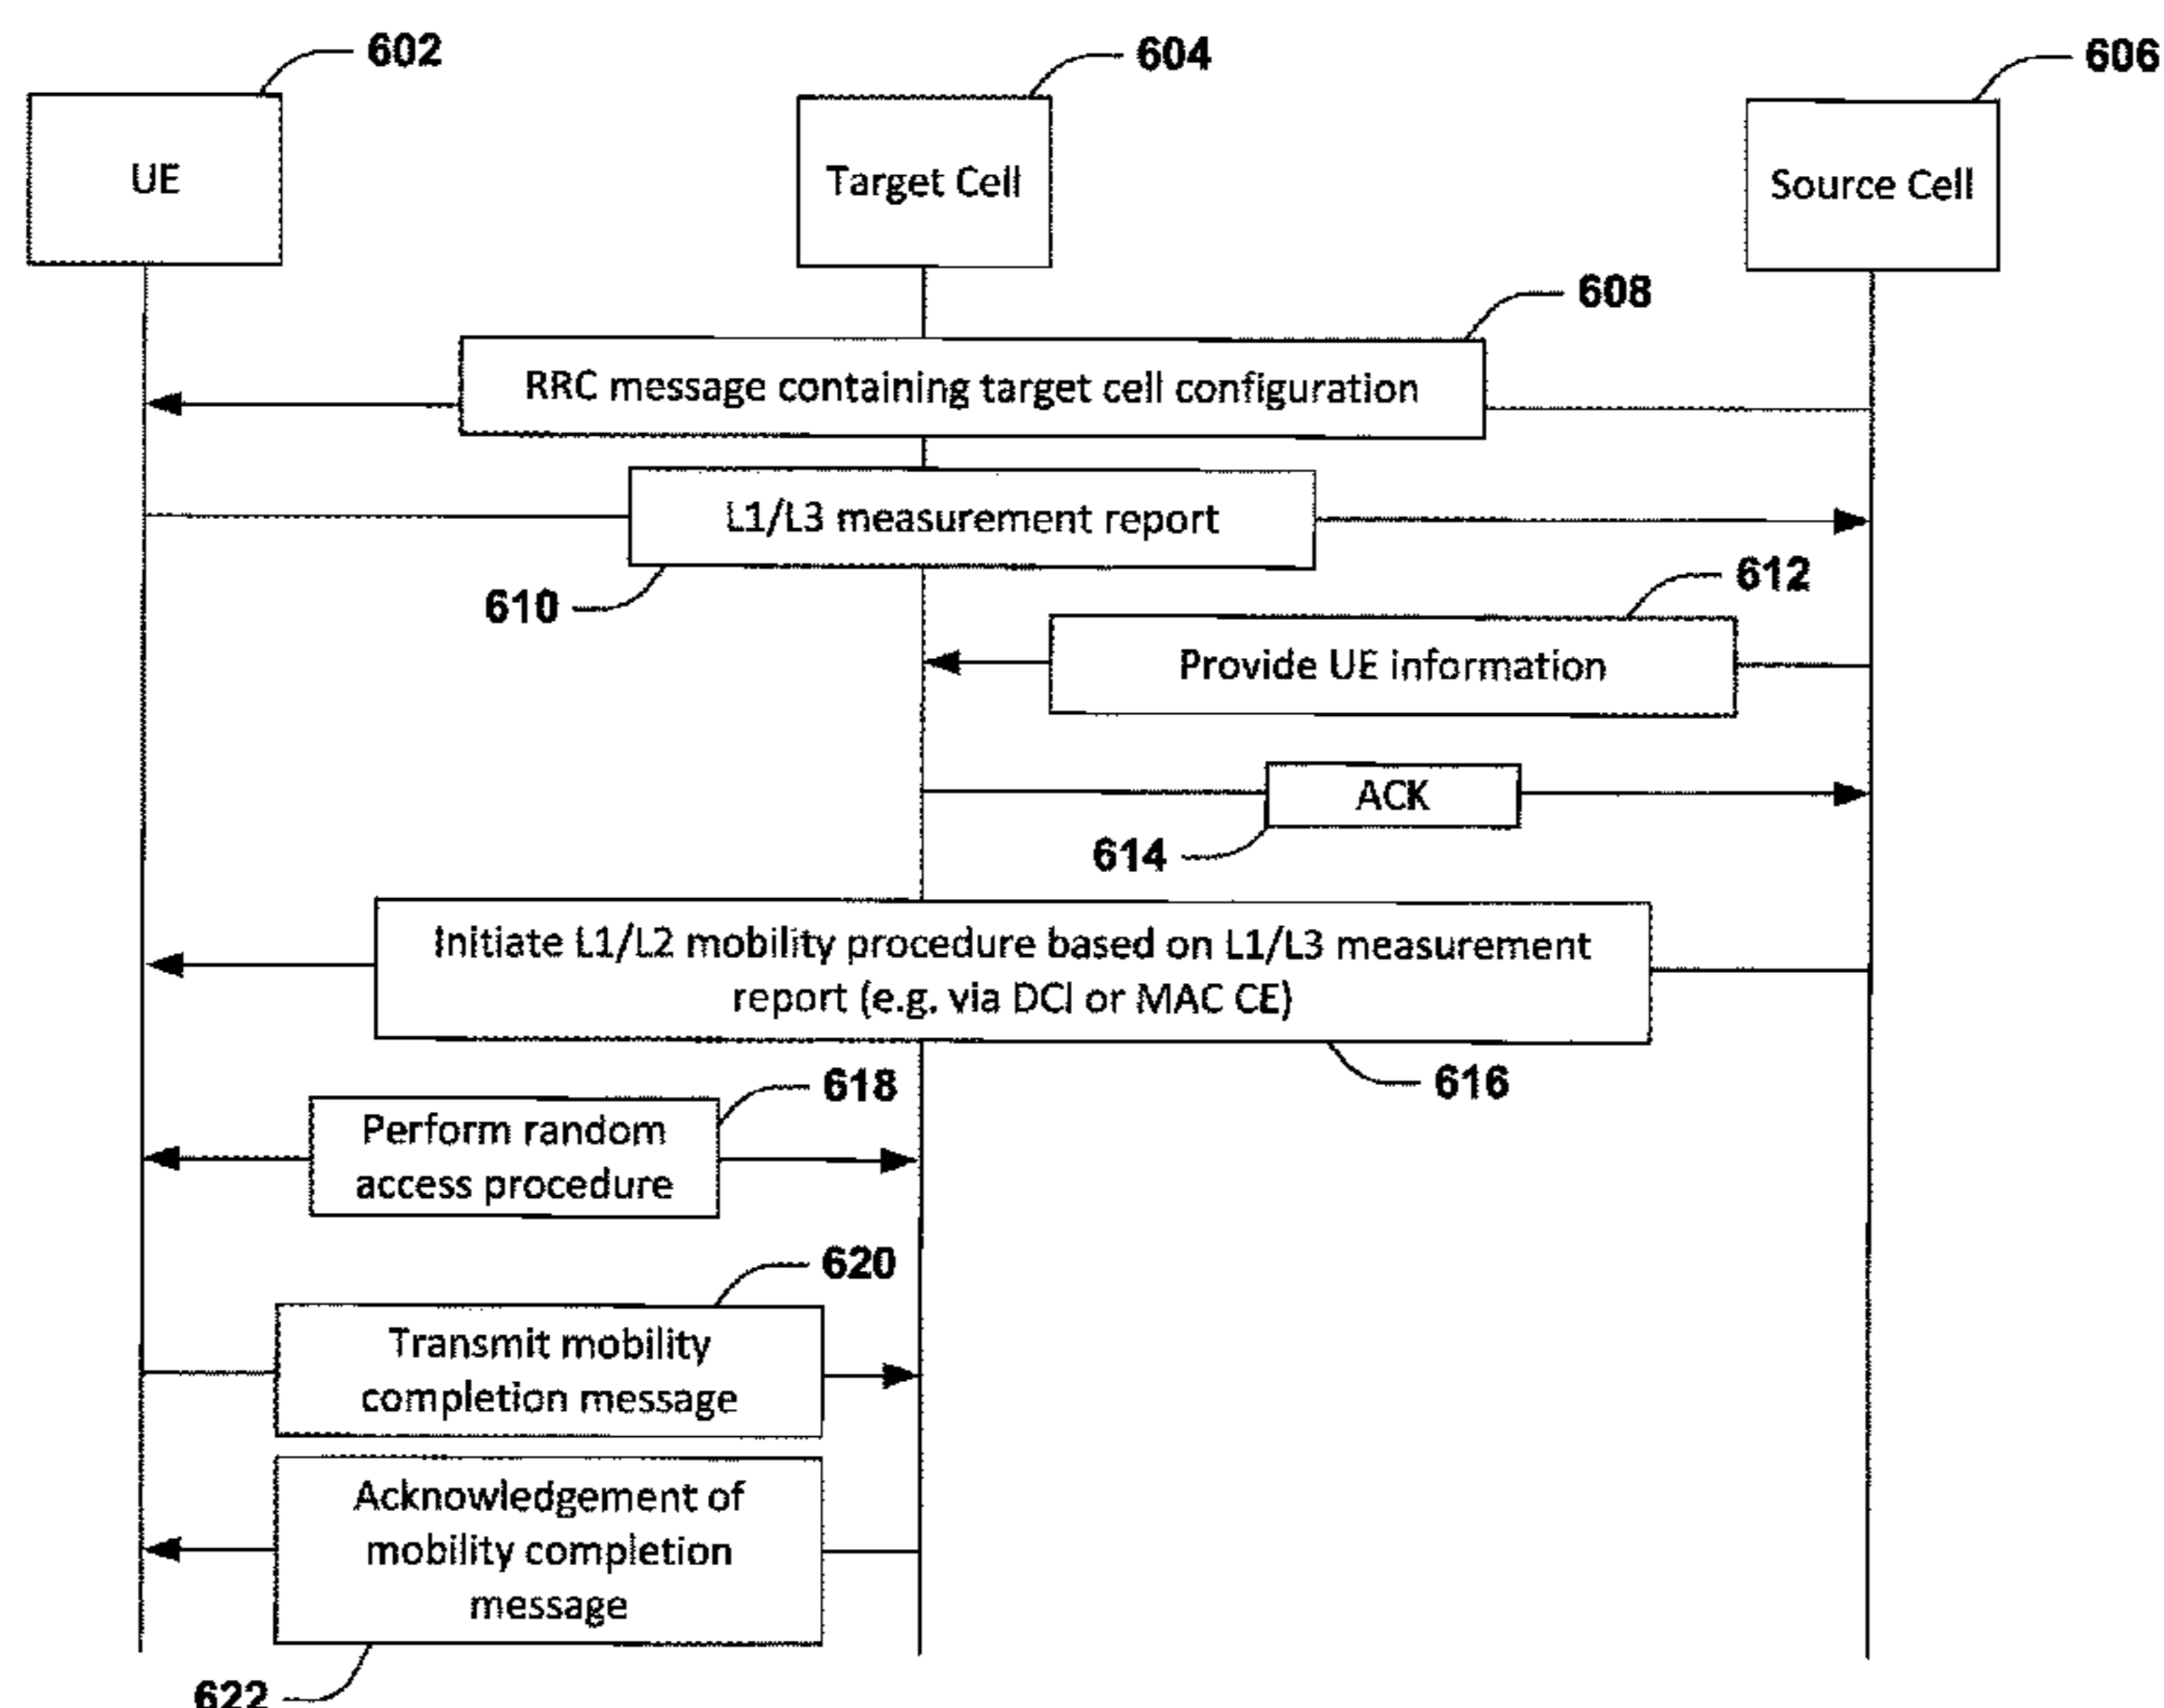 602
604
606
UE
Target Cell
Source Cell
608
RRC message containing target cell configuration
L1/L3 measurement report
610
612
Provide UE information
ACK
614
Initiate L1/L2 mobility procedure based on L1/L3 measurement
report (e.g. via DCI or MAC CE)
616
618
Perform random
access procedure
620
Transmit mobility
completion message
Acknowledgement of
mobility completion
message
622